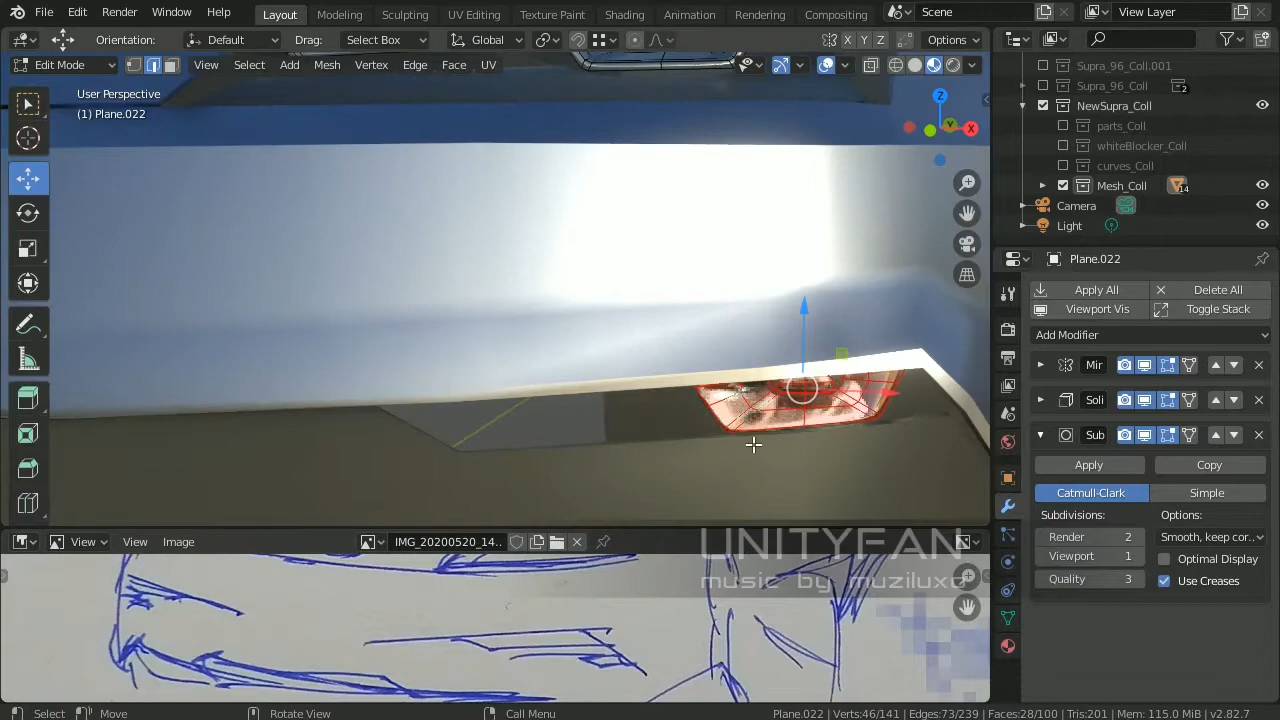 File Edit Render Window Help Layout Modeling Sculpting UV Editing Texture Paint Shading Animation Rendering Compositing Scene View Layer
Orientation: Default Drag: Select Box Global X Y Z Options
Edit Mode View Select Add Mesh Vertex Edge Face UV
User Perspective
(1) Plane.022
Z
Y
X
Supra_96_Coll.001
Supra_96_Coll 2
NewSupra_Coll
parts_Coll
whiteBlocker_Coll
curves_Coll
Mesh_Coll 14
Camera
Light
Plane.022
Apply All Delete All
Viewport Vis Toggle Stack
Add Modifier
Mir
Soli
Sub
Apply Copy
Catmull-Clark Simple
Subdivisions: Options:
Render 2 Smooth, keep cor..
Viewport 1 Optimal Display
Quality 3 Use Creases
View View Image IMG_20200520_14..
UNITYFAN
music by muziluxo
Select Move Rotate View Call Menu Plane.022 | Verts:46/141 | Edges:73/239 | Faces:28/100 | Tris:201 | Mem: 115.0 MiB | v2.82.7